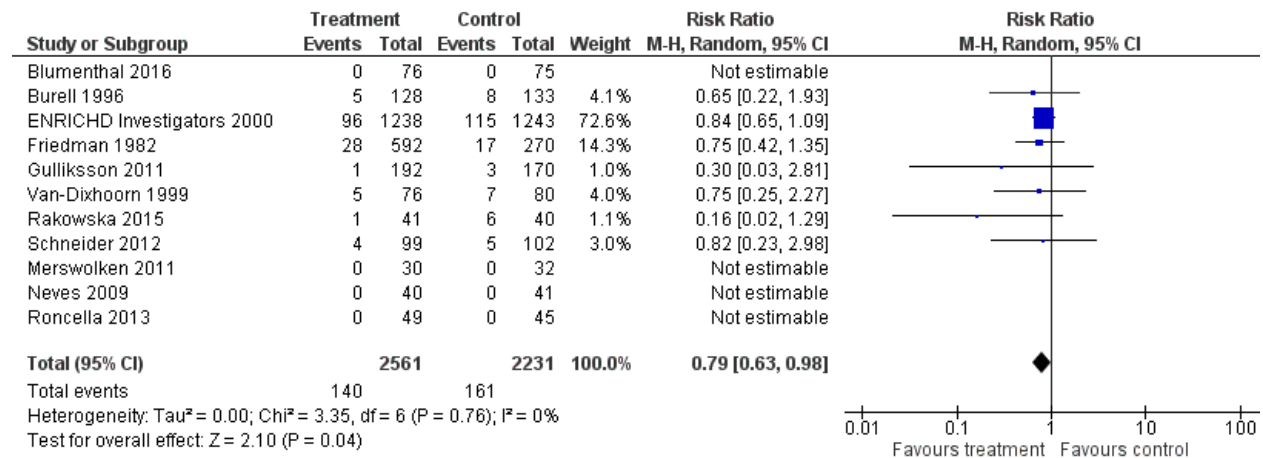 Treatment Control Risk Ratio Risk Ratio
Study or Subgroup Events Total Events Total Weight M-H, Random, 95% CI M-H, Random, 95% CI
Blumenthal 2016 0 76 0 75 Not estimable
Burell 1996 5 128 8 133 4.1% 0.65 [0.22, 1.93]
ENRICHD Investigators 2000 96 1238 115 1243 72.6% 0.84 [0.65, 1.09]
Friedman 1982 28 592 17 270 14.3% 0.75 [0.42, 1.35]
Gulliksson 2011 1 192 3 170 1.0% 0.30 [0.03, 2.81]
Van-Dixhoorn 1999 5 76 7 80 4.0% 0.75 [0.25, 2.27]
Rakowska 2015 1 41 6 40 1.1% 0.16 [0.02, 1.29]
Schneider 2012 4 99 5 102 3.0% 0.82 [0.23, 2.98]
Merswolken 2011 0 30 0 32 Not estimable
Neves 2009 0 40 0 41 Not estimable
Roncella 2013 0 49 0 45 Not estimable
Total (95% CI) 2561 2231 100.0% 0.79 [0.63, 0.98]
Total events 140 161
Heterogeneity: Tau² = 0.00; Chi² = 3.35, df = 6 (P = 0.76); I² = 0%
Test for overall effect: Z = 2.10 (P = 0.04)
0.01 0.1 1 10 100
Favours treatment Favours control